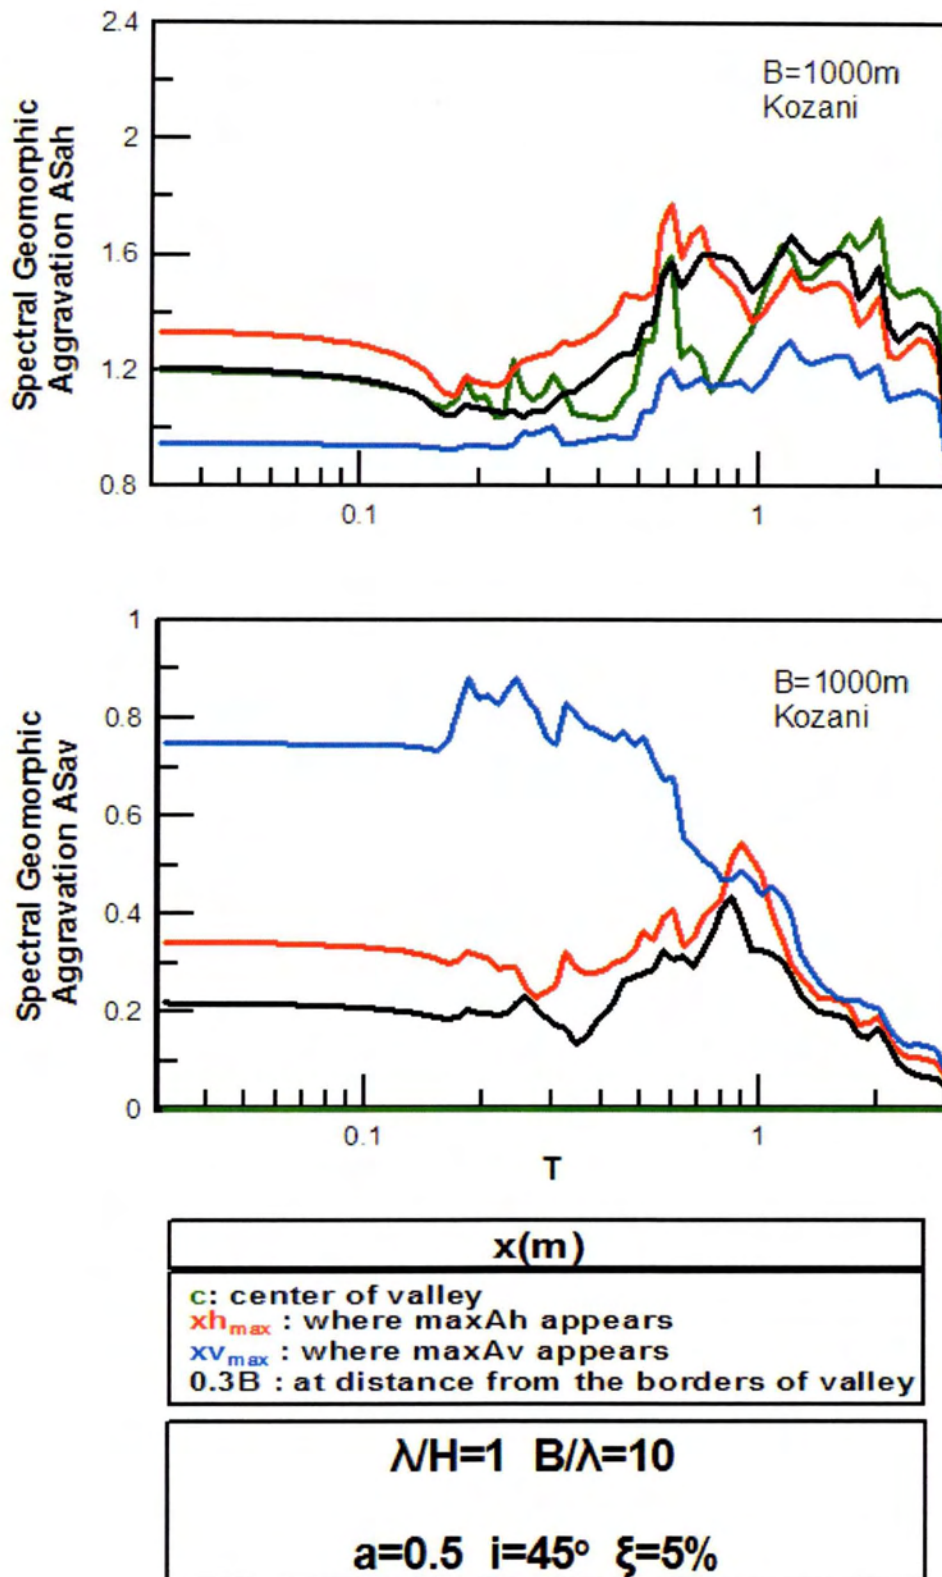 Spectral Geomorphic
Aggravation ASah
2.4
2
1.6
1.2
0.8
B=1000m
Kozani
0.1
1
Spectral Geomorphic
Aggravation ASav
1
0.8
0.6
0.4
0.2
0
B=1000m
Kozani
0.1
1
T
x(m)
c: center of valley
xhmax : where maxAh appears
xvmax : where maxAv appears
0.3B : at distance from the borders of valley
λ/H=1 B/λ=10
a=0.5 i=45° ξ=5%